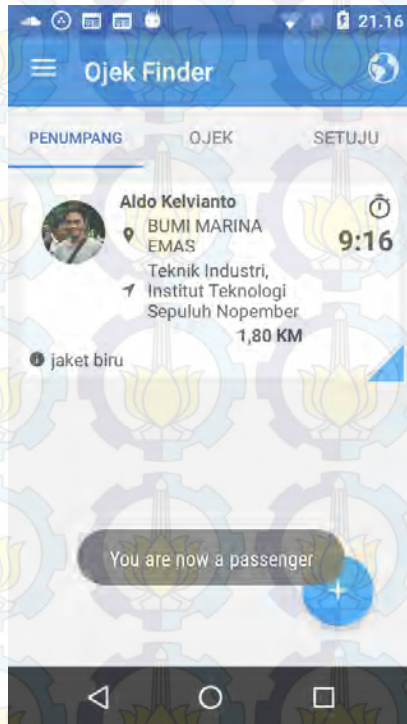 21.16
Ojek Finder
PENUMPANG OJEK SETUJU
Aldo Kelvianto
BUMI MARINA
EMAS
9:16
Teknik Industri,
Institut Teknologi
Sepuluh Nopember
1,80 KM
jaket biru
You are now a passenger
+